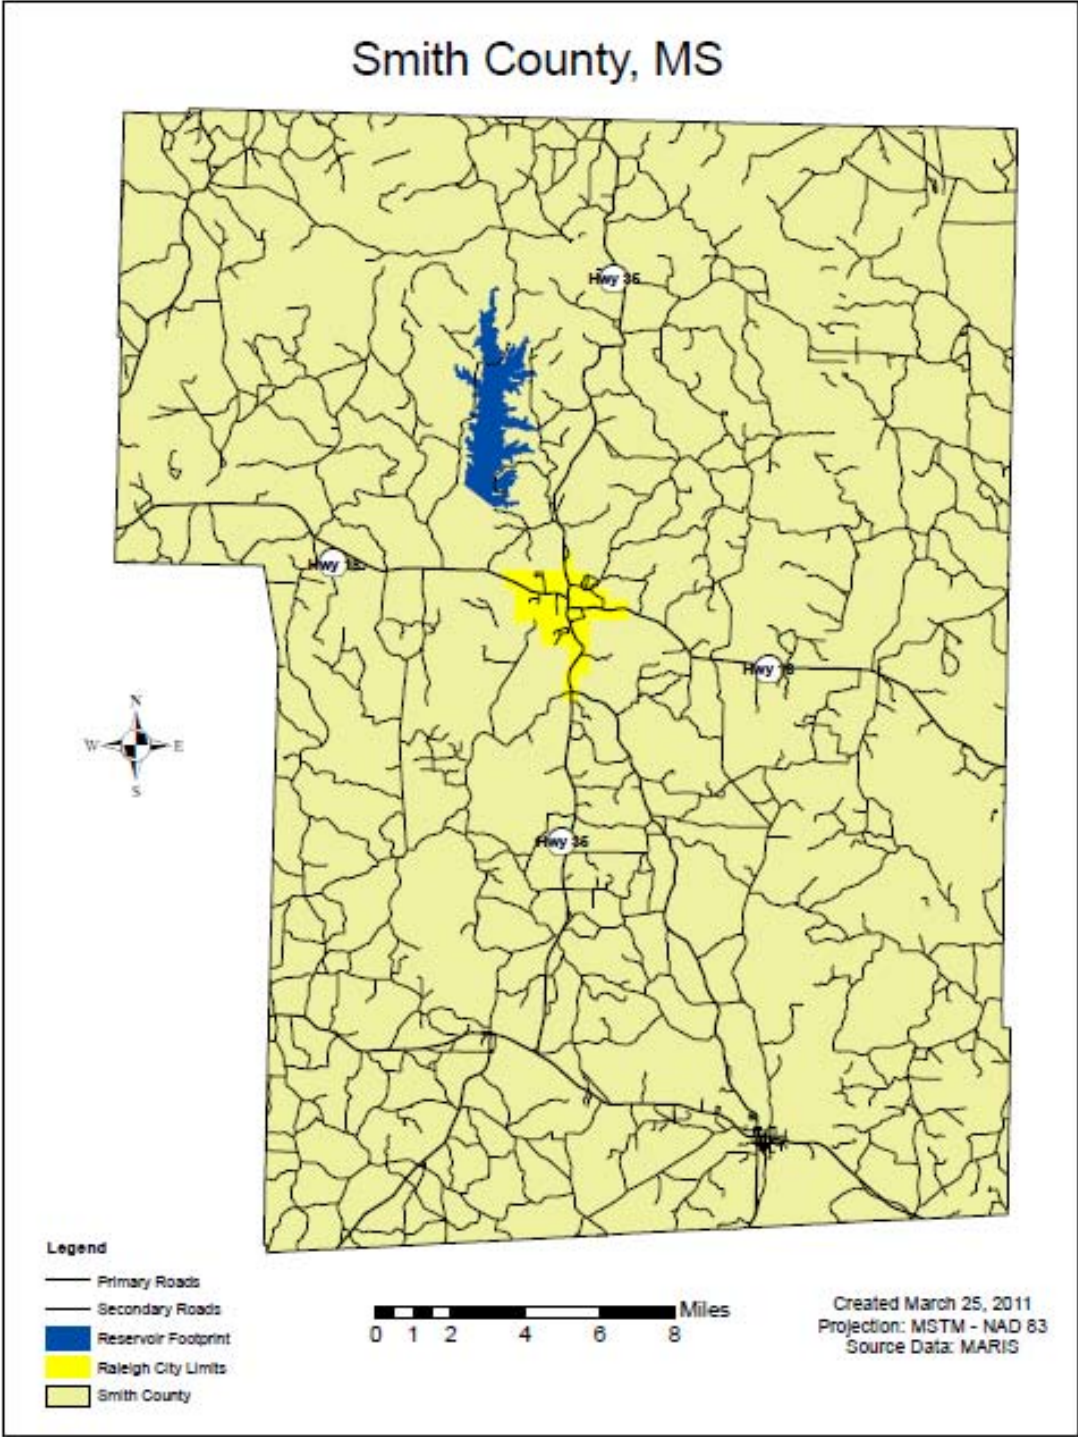 Smith County, MS
Hwy 35
Hwy 18
Hwy 18
N
W E
S
Hwy 35
Legend
Primary Roads
Secondary Roads
Reservoir Footprint
Raleigh City Limits
Smith County
0 1 2 4 6 8 Miles
Created March 25, 2011
Projection: MSTM - NAD 83
Source Data: MARIS